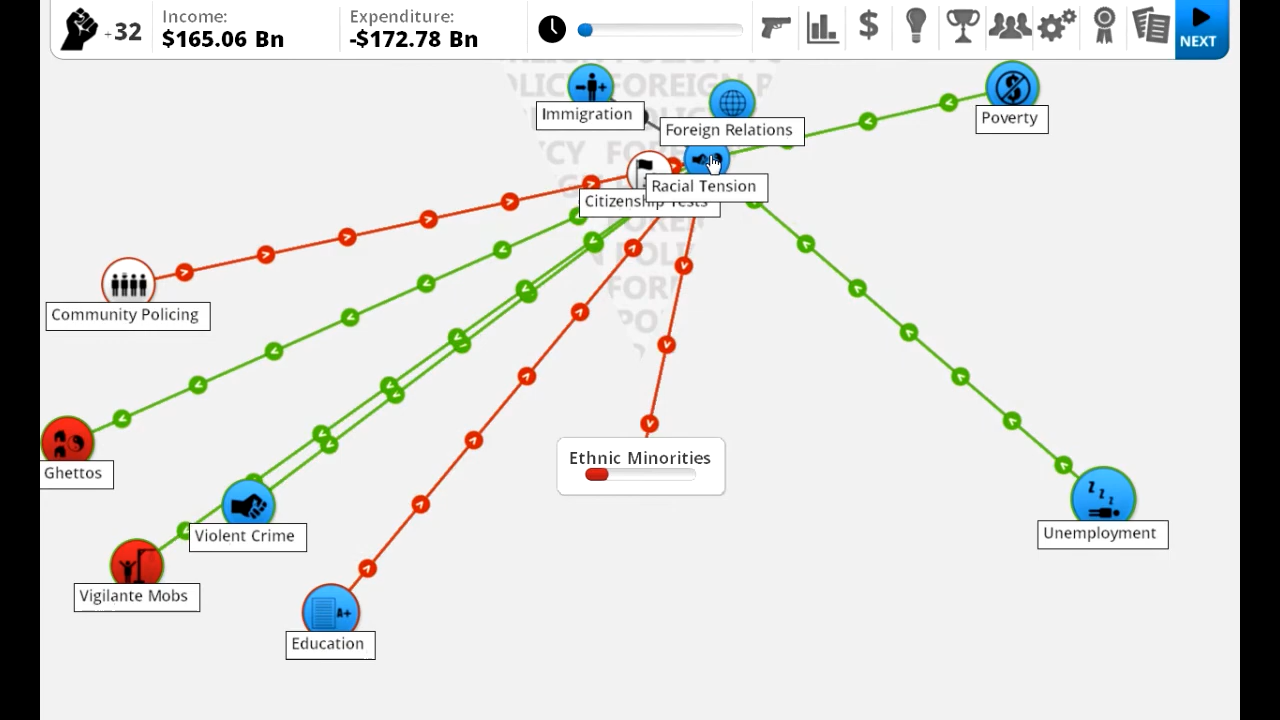 +32
Income:
$165.06 Bn
Expenditure:
-$172.78 Bn
NEXT
FOREIGN P
Immigration
Foreign Relations
Poverty
Racial Tension
Citizenship Tests
Community Policing
Ethnic Minorities
Ghettos
Violent Crime
Unemployment
Vigilante Mobs
A+
Education